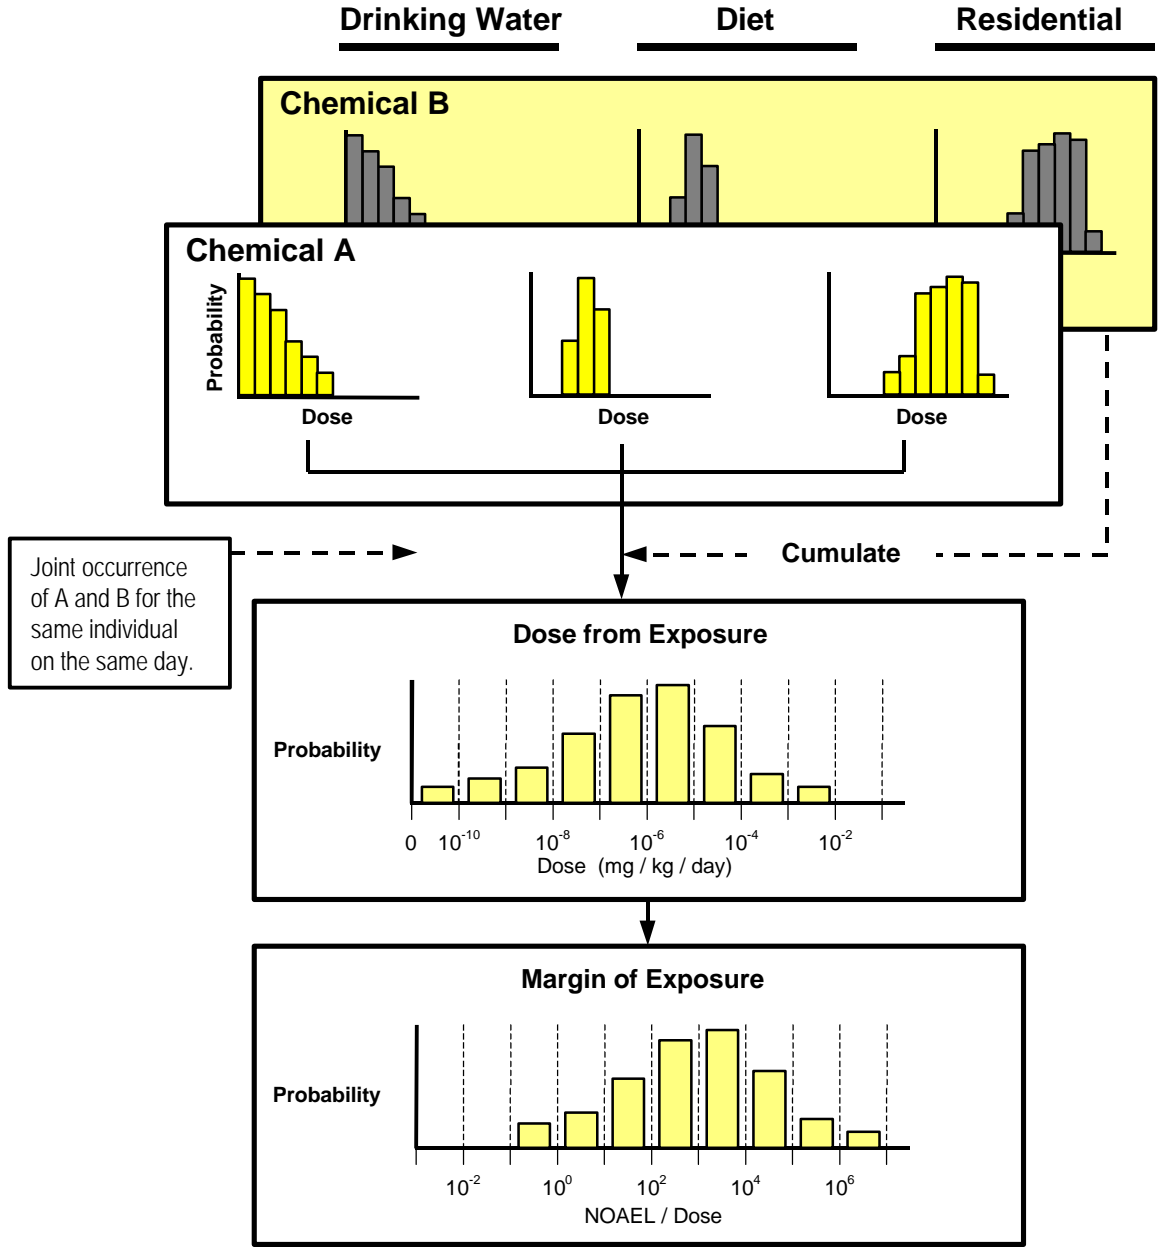 Drinking Water Diet Residential
Chemical B
Chemical A
Probability
Dose Dose Dose
Joint occurrence
of A and B for the
same individual
on the same day.
Cumulate
Dose from Exposure
Probability
0 10⁻¹⁰ 10⁻⁸ 10⁻⁶ 10⁻⁴ 10⁻²
Dose (mg / kg / day)
Margin of Exposure
Probability
10⁻² 10⁰ 10² 10⁴ 10⁶
NOAEL / Dose